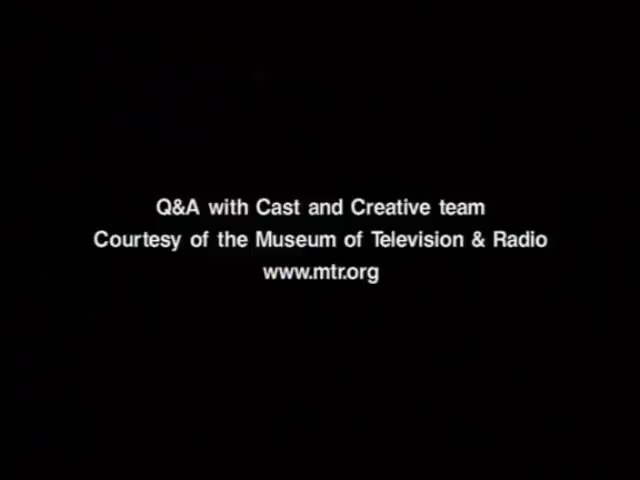 Q&A with Cast and Creative team
Courtesy of the Museum of Television & Radio
www.mtr.org